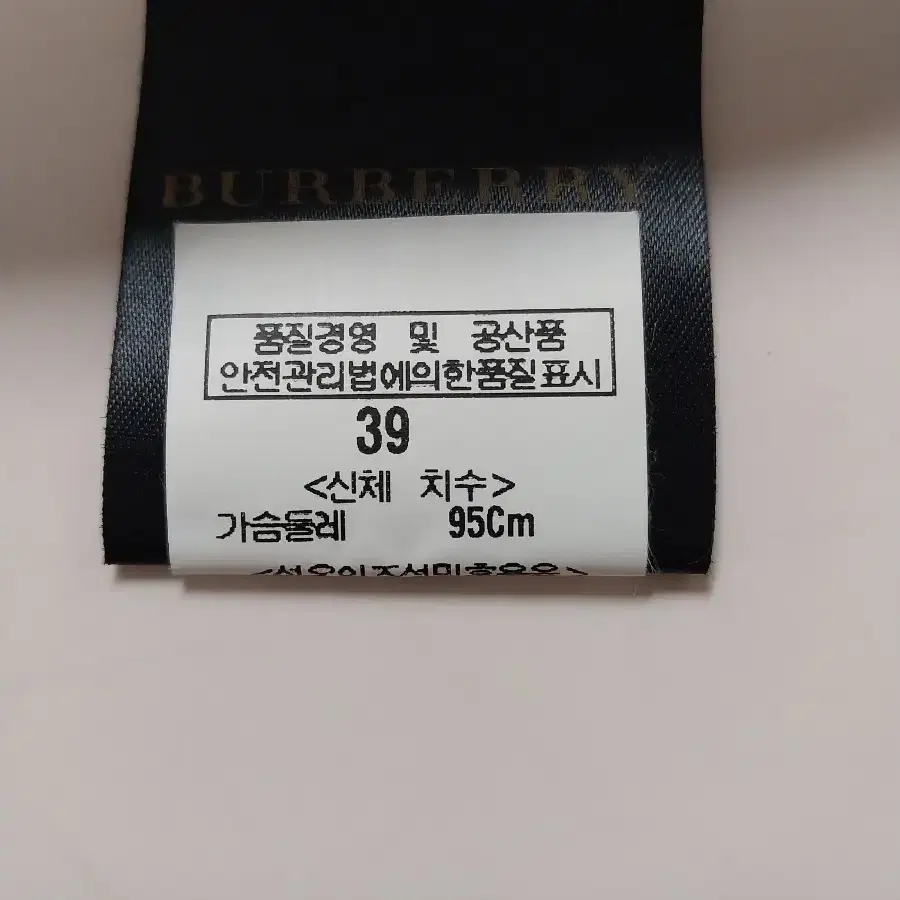 BURBERRY
품질경영 및 공산품
안전관리법에의한품질표시
39
<신체 치수>
가슴둘레 95Cm